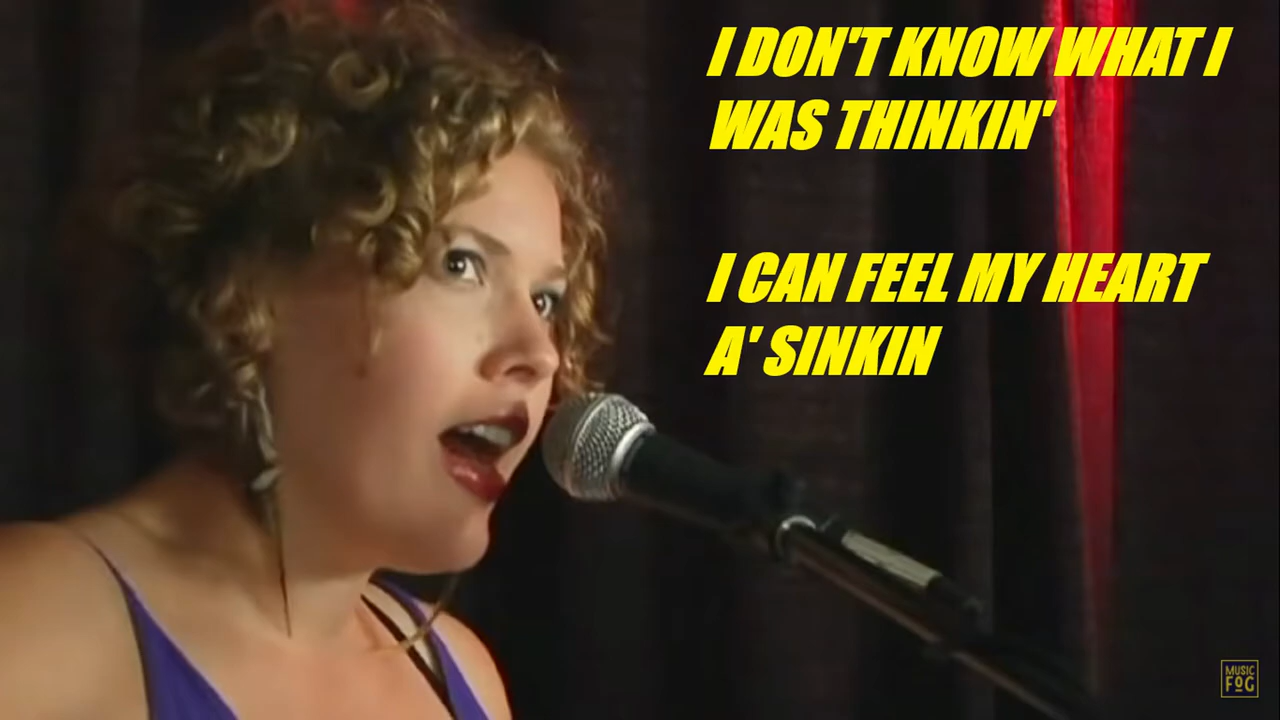 I DON'T KNOW WHAT I
WAS THINKIN'
I CAN FEEL MY HEART
A' SINKIN
MUSIC
FOG